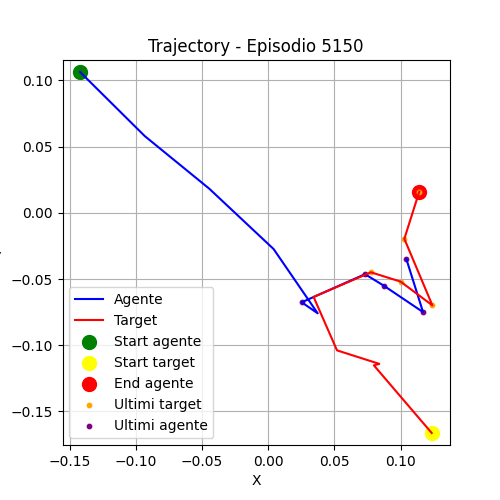 Trajectory - Episodio 5150
0.10
0.05
0.00
−0.05
−0.10
−0.15
Agente
Target
Start agente
Start target
End agente
Ultimi target
Ultimi agente
−0.15 −0.10 −0.05 0.00 0.05 0.10
X